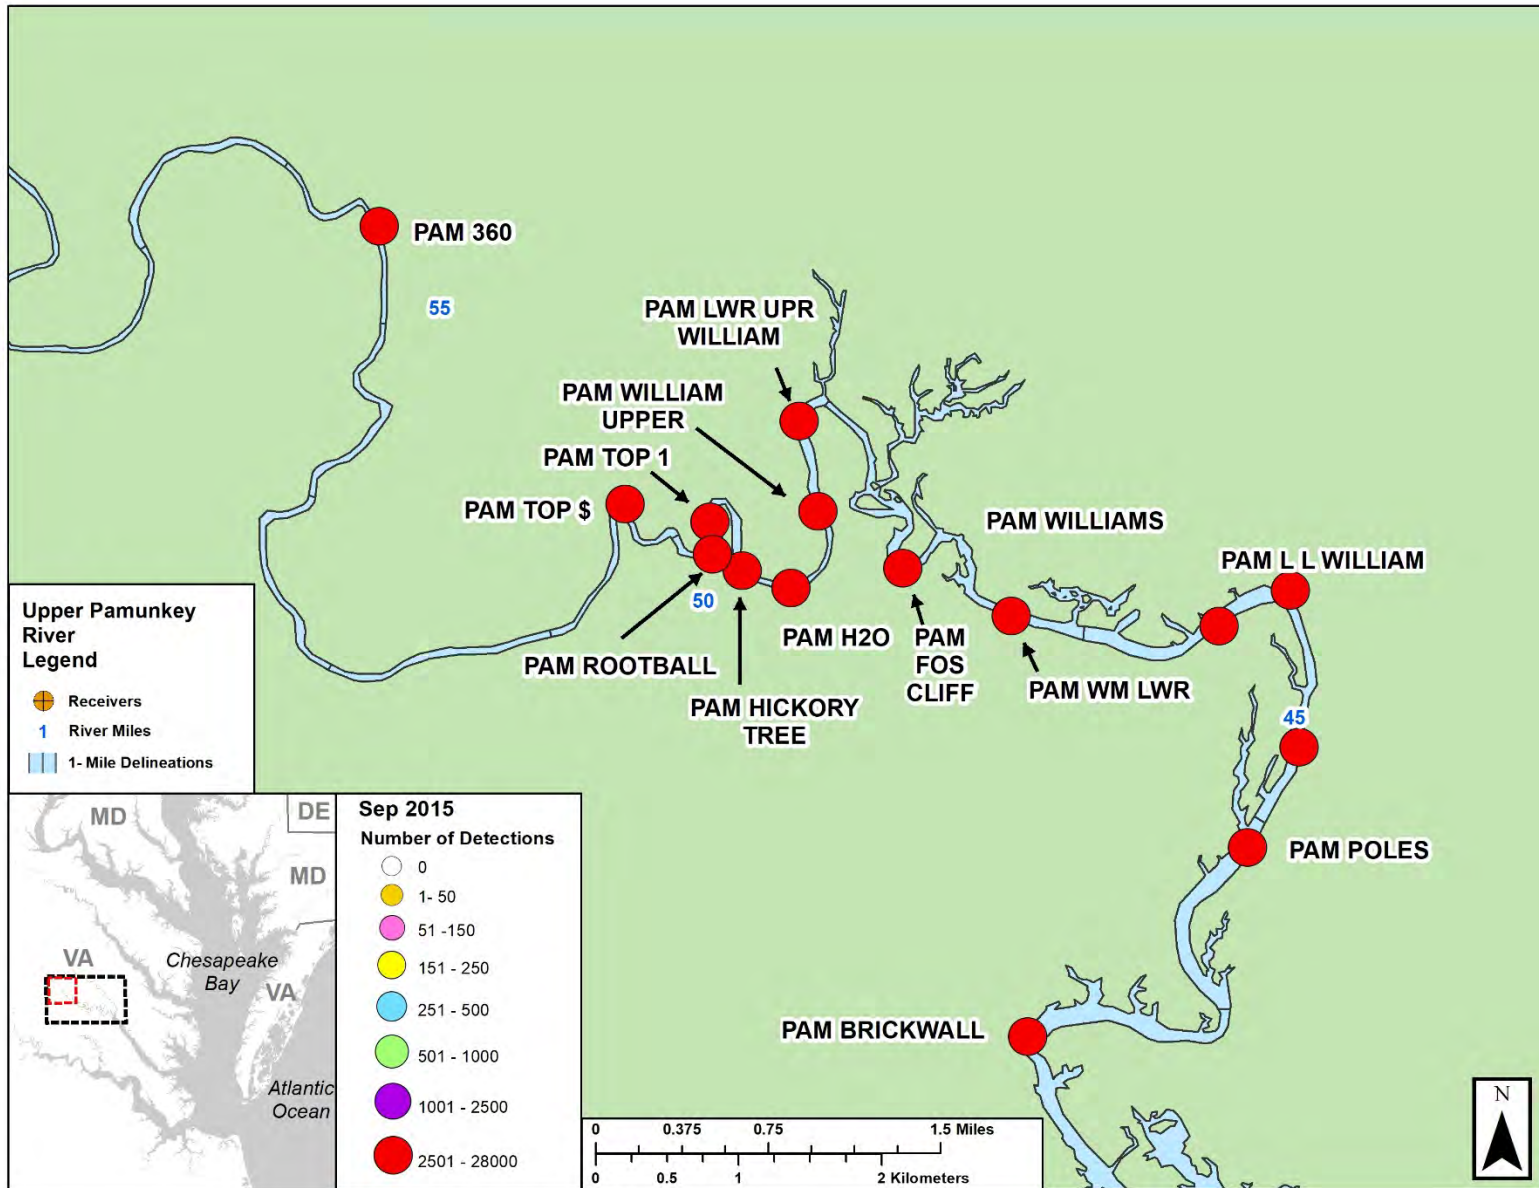 PAM 360
55
PAM LWR UPR
WILLIAM
PAM WILLIAM
UPPER
PAM TOP 1
PAM TOP $
PAM WILLIAMS
PAM L L WILLIAM
50
PAM ROOTBALL
PAM H2O
PAM
FOS
CLIFF
PAM WM LWR
PAM HICKORY
TREE
45
PAM POLES
PAM BRICKWALL
Upper Pamunkey
River
Legend
Receivers
1 River Miles
1- Mile Delineations
MD
DE
MD
VA
Chesapeake
Bay
VA
Atlantic
Ocean
Sep 2015
Number of Detections
0
1- 50
51 -150
151 - 250
251 - 500
501 - 1000
1001 - 2500
2501 - 28000
0 0.375 0.75 1.5 Miles
0 0.5 1 2 Kilometers
N